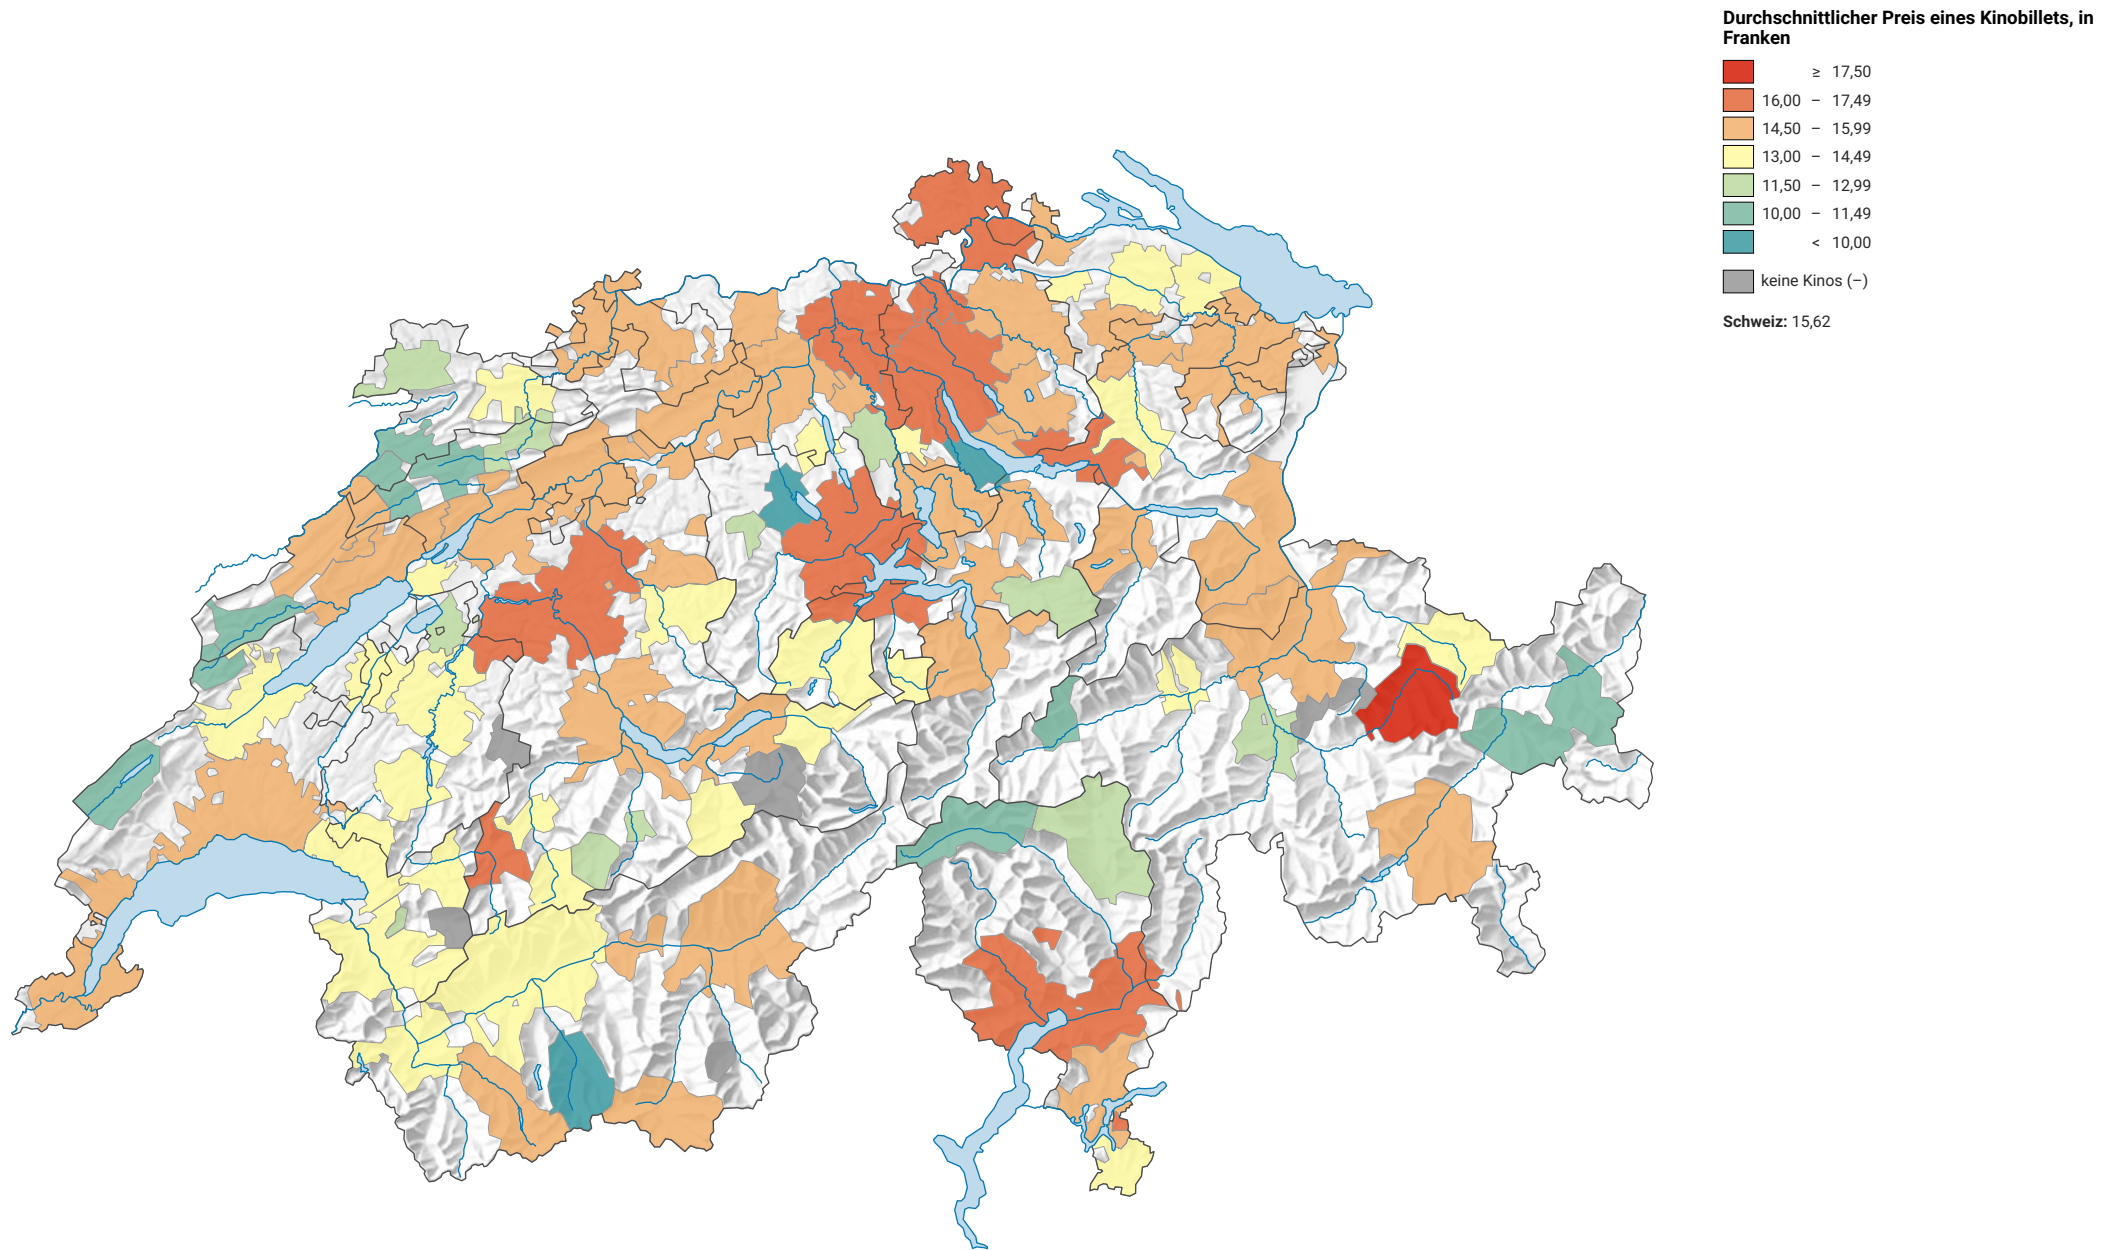 Durchschnittlicher Preis eines Kinobillets, in
Franken
≥ 17,50
16,00 – 17,49
14,50 – 15,99
13,00 – 14,49
11,50 – 12,99
10,00 – 11,49
< 10,00
keine Kinos (–)
Schweiz: 15,62